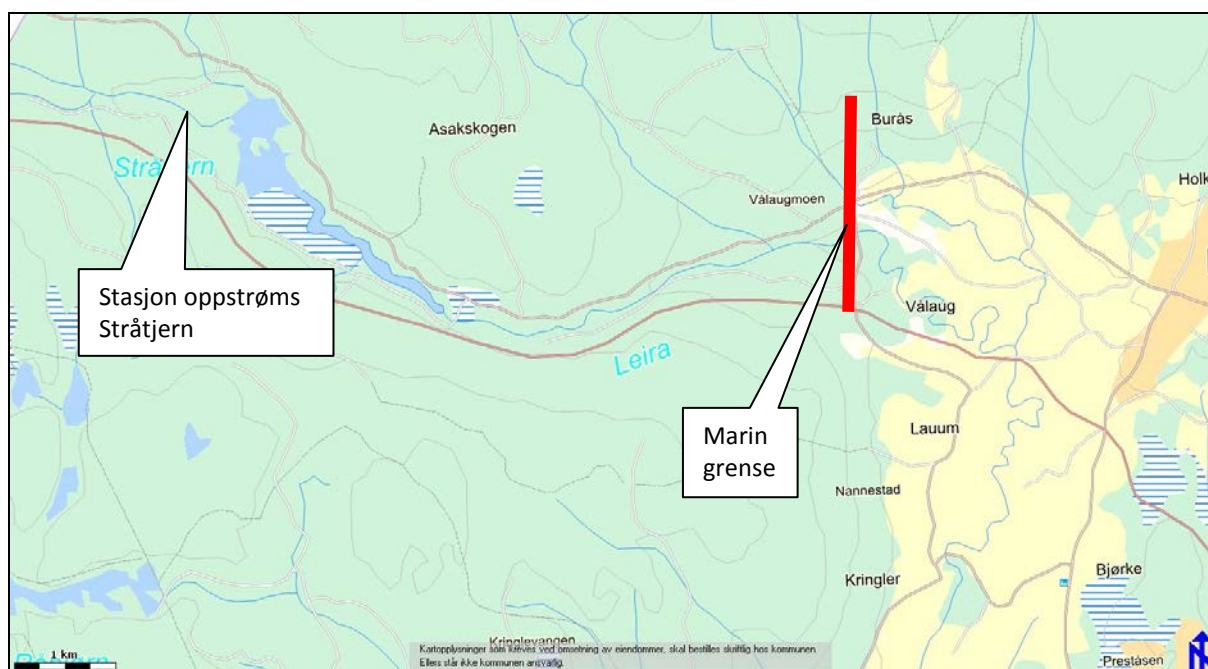 Asakskogen
Burås
Holk
Vålaugmoen
Stasjon oppstrøms
Stråtjern
Vålaug
Leira
Marin
grense
Lauum
Nannestad
Kringler
Bjørke
Kringlevangen
Kartopplysninger som kreves ved omsetning av eiendommer, skal bestilles skriftlig hos kommunen.
Ellers står ikke kommunen ansvarlig.
1 km
Preståsen
N